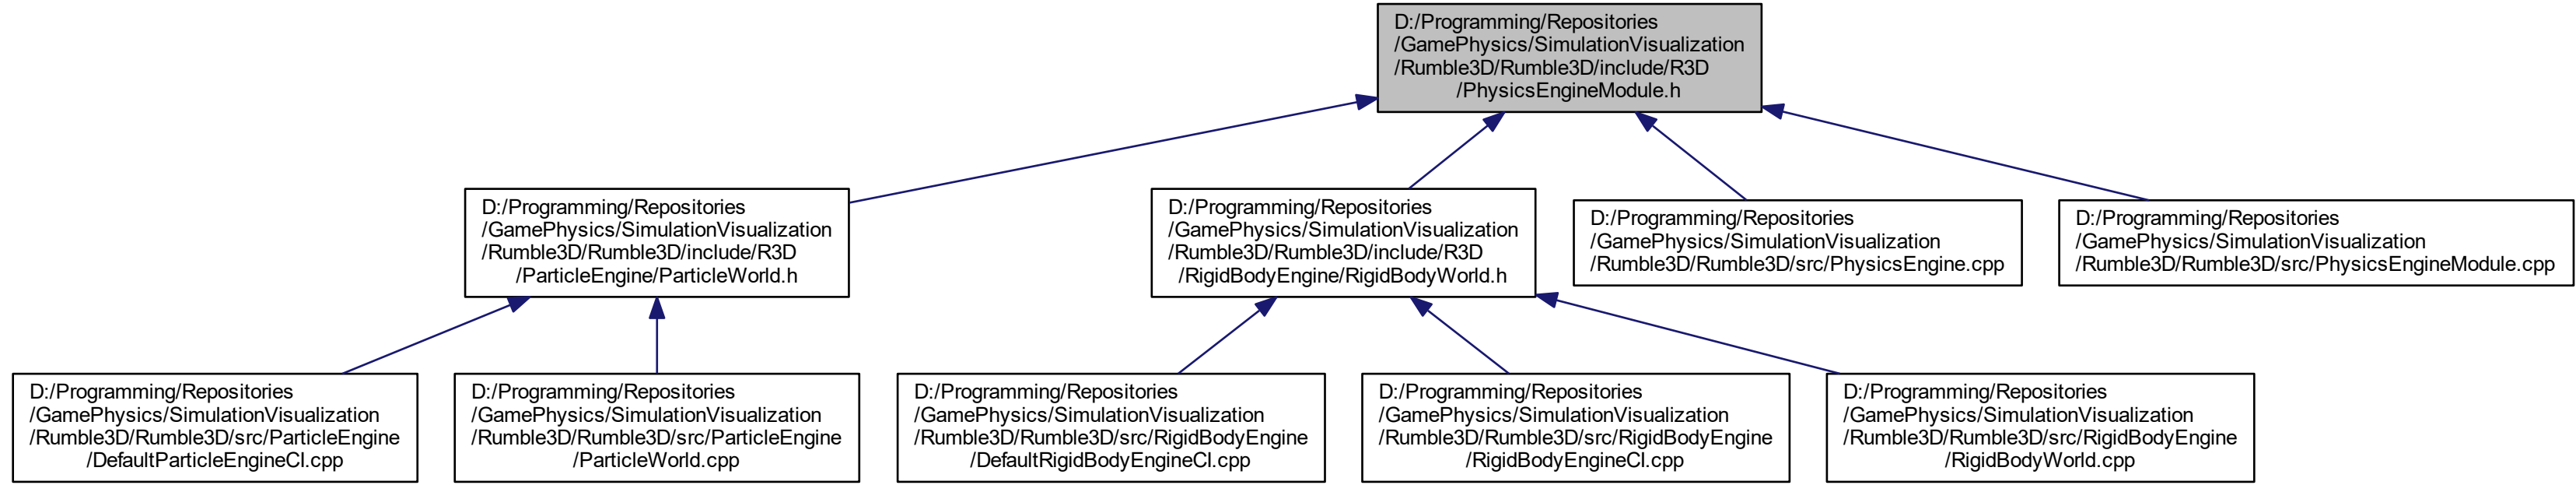 D:/Programming/Repositories
/GamePhysics/SimulationVisualization
/Rumble3D/Rumble3D/include/R3D
/PhysicsEngineModule.h
D:/Programming/Repositories
/GamePhysics/SimulationVisualization
/Rumble3D/Rumble3D/include/R3D
/ParticleEngine/ParticleWorld.h
D:/Programming/Repositories
/GamePhysics/SimulationVisualization
/Rumble3D/Rumble3D/include/R3D
/RigidBodyEngine/RigidBodyWorld.h
D:/Programming/Repositories
/GamePhysics/SimulationVisualization
/Rumble3D/Rumble3D/src/PhysicsEngine.cpp
D:/Programming/Repositories
/GamePhysics/SimulationVisualization
/Rumble3D/Rumble3D/src/PhysicsEngineModule.cpp
D:/Programming/Repositories
/GamePhysics/SimulationVisualization
/Rumble3D/Rumble3D/src/ParticleEngine
/DefaultParticleEngineCI.cpp
D:/Programming/Repositories
/GamePhysics/SimulationVisualization
/Rumble3D/Rumble3D/src/ParticleEngine
/ParticleWorld.cpp
D:/Programming/Repositories
/GamePhysics/SimulationVisualization
/Rumble3D/Rumble3D/src/RigidBodyEngine
/DefaultRigidBodyEngineCI.cpp
D:/Programming/Repositories
/GamePhysics/SimulationVisualization
/Rumble3D/Rumble3D/src/RigidBodyEngine
/RigidBodyEngineCI.cpp
D:/Programming/Repositories
/GamePhysics/SimulationVisualization
/Rumble3D/Rumble3D/src/RigidBodyEngine
/RigidBodyWorld.cpp